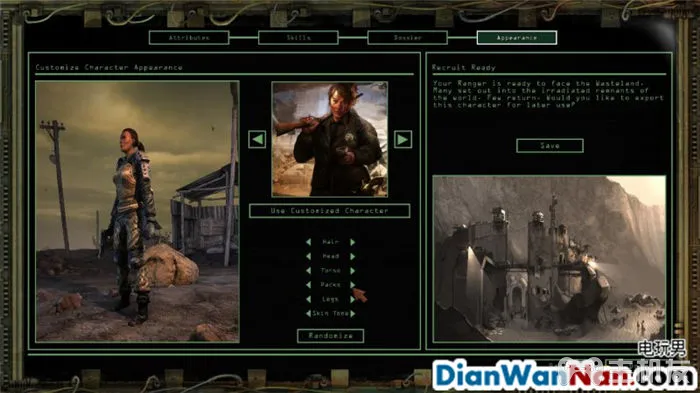 Attributes
Skills
Dossier
Appearance
Customize Character Appearance
Recruit Ready
Your Ranger is ready to face the Wasteland.
Many set out into the irradiated remnants
of the world. Few return. Would you like to export
this character for later use?
Save
Use Customized Character
Hair
Head
Torso
Packs
Legs
Skin Tone
Randomize
电玩男
DianWanNan.com